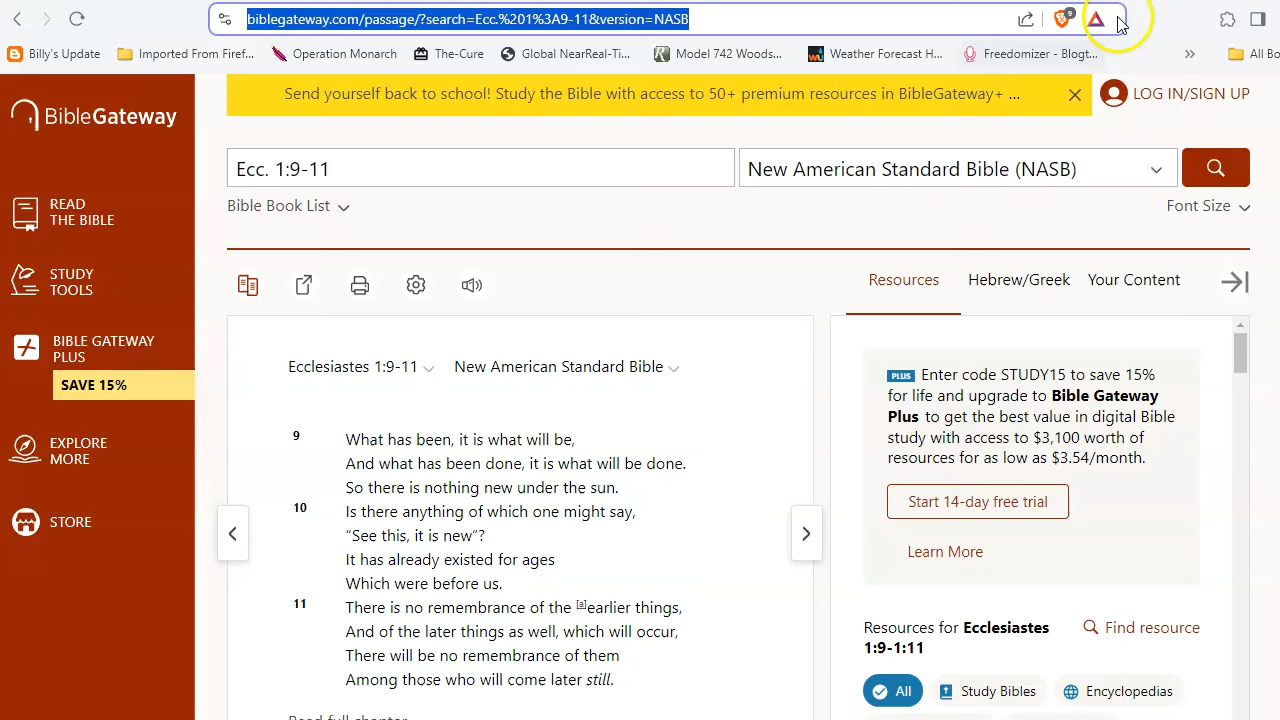 biblegateway.com/passage/?search=Ecc.%201%3A9-11&version=NASB
9
Billy's Update
Imported From Firef...
Operation Monarch
The-Cure
Global NearReal-Ti...
Model 742 Woods...
Weather Forecast H...
Freedomizer - Blogt...
»
All Bo
BibleGateway
Send yourself back to school! Study the Bible with access to 50+ premium resources in BibleGateway+ ...
LOG IN/SIGN UP
Ecc. 1:9-11
New American Standard Bible (NASB)
Bible Book List
Font Size
READ
THE BIBLE
STUDY
TOOLS
BIBLE GATEWAY
PLUS
SAVE 15%
EXPLORE
MORE
STORE
Resources
Hebrew/Greek
Your Content
Ecclesiastes 1:9-11
New American Standard Bible
9 What has been, it is what will be,
And what has been done, it is what will be done.
So there is nothing new under the sun.
10 Is there anything of which one might say,
“See this, it is new”?
It has already existed for ages
Which were before us.
11 There is no remembrance of the [a]earlier things,
And of the later things as well, which will occur,
There will be no remembrance of them
Among those who will come later still.
Read full chapter
PLUS Enter code STUDY15 to save 15%
for life and upgrade to Bible Gateway
Plus to get the best value in digital Bible
study with access to $3,100 worth of
resources for as low as $3.54/month.
Start 14-day free trial
Learn More
Resources for Ecclesiastes
1:9-1:11
Find resource
All
Study Bibles
Encyclopedias